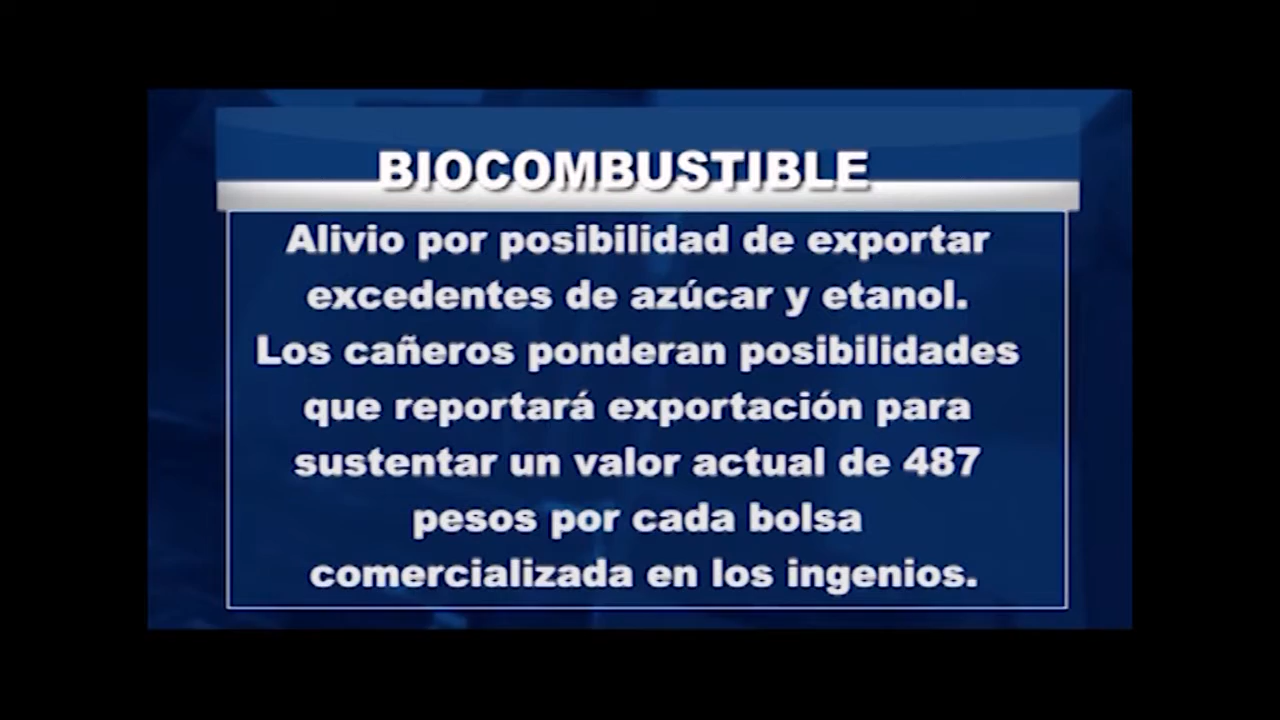 BIOCOMBUSTIBLE
Alivio por posibilidad de exportar
excedentes de azúcar y etanol.
Los cañeros ponderan posibilidades
que reportará exportación para
sustentar un valor actual de 487
pesos por cada bolsa
comercializada en los ingenios.